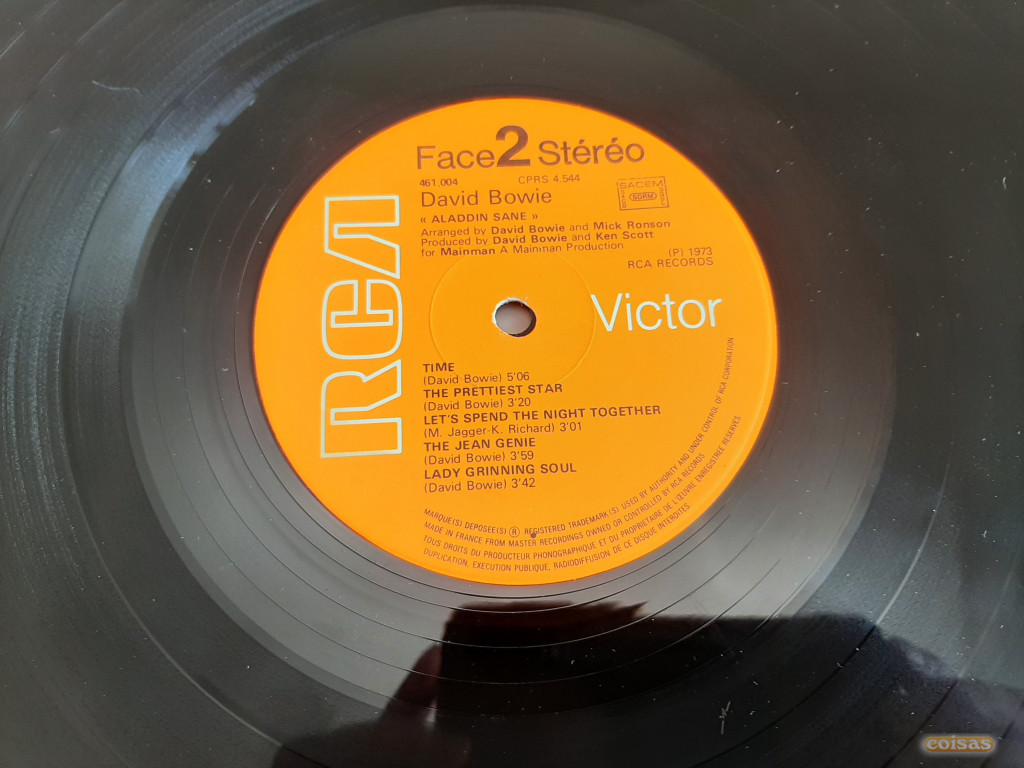 Face 2 Stéréo
461.004 CPRS 4.544
SACEM
SDRM
David Bowie
« ALADDIN SANE »
Arranged by David Bowie and Mick Ronson
Produced by David Bowie and Ken Scott
for Mainman A Mainman Production
(P) 1973
RCA RECORDS
RCA
Victor
TIME
(David Bowie) 5'06
THE PRETTIEST STAR
(David Bowie) 3'20
LET'S SPEND THE NIGHT TOGETHER
(M. Jagger-K. Richard) 3'01
THE JEAN GENIE
(David Bowie) 3'59
LADY GRINNING SOUL
(David Bowie) 3'42
MARQUE(S) DEPOSEE(S) ® REGISTERED TRADEMARK(S) USED BY AUTHORITY AND UNDER CONTROL OF RCA CORPORATION
MADE IN FRANCE FROM MASTER RECORDINGS OWNED OR CONTROLLED BY RCA RECORDS
TOUS DROITS DU PRODUCTEUR PHONOGRAPHIQUE ET DU PROPRIETAIRE DE L'ŒUVRE ENREGISTREE RESERVES
DUPLICATION, EXECUTION PUBLIQUE, RADIODIFFUSION DE CE DISQUE INTERDITES
coisas